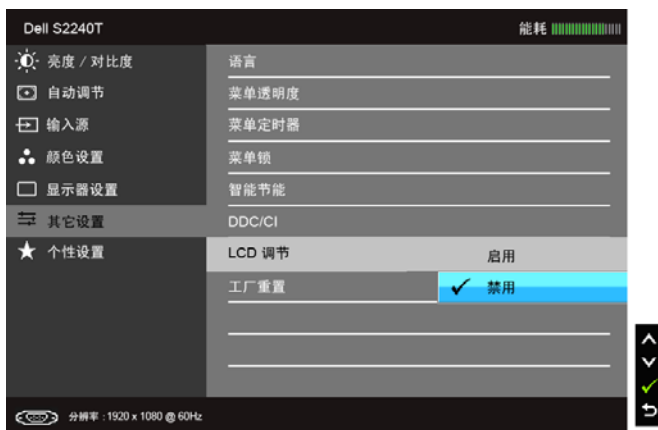 Dell S2240T
能耗
亮度 / 对比度
语言
自动调节
菜单透明度
输入源
菜单定时器
颜色设置
菜单锁
显示器设置
智能节能
其它设置
DDC/CI
个性设置
LCD 调节
启用
工厂重置
禁用
分辨率 : 1920 x 1080 @ 60Hz